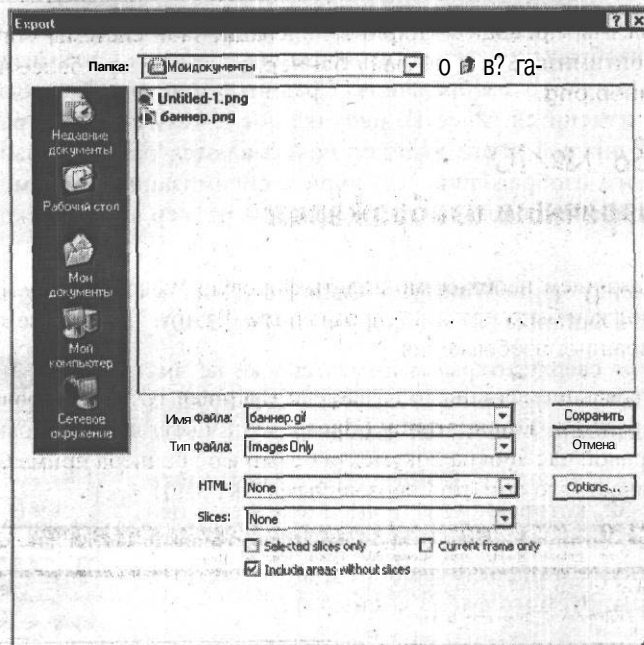 Export
Папка: Моидокументы О В? га-
Untitled-1.png
баннер.png
Недавние
документы
Рабочий стол
Мои
документы
Мой
компьютер
Сетевое
окружение
Имя файла: баннер.gif Сохранить
Тип файла: Images Only Отмена
HTML: None Options...
Slices: None
Selected slices only Current frame only
Include areas without slices